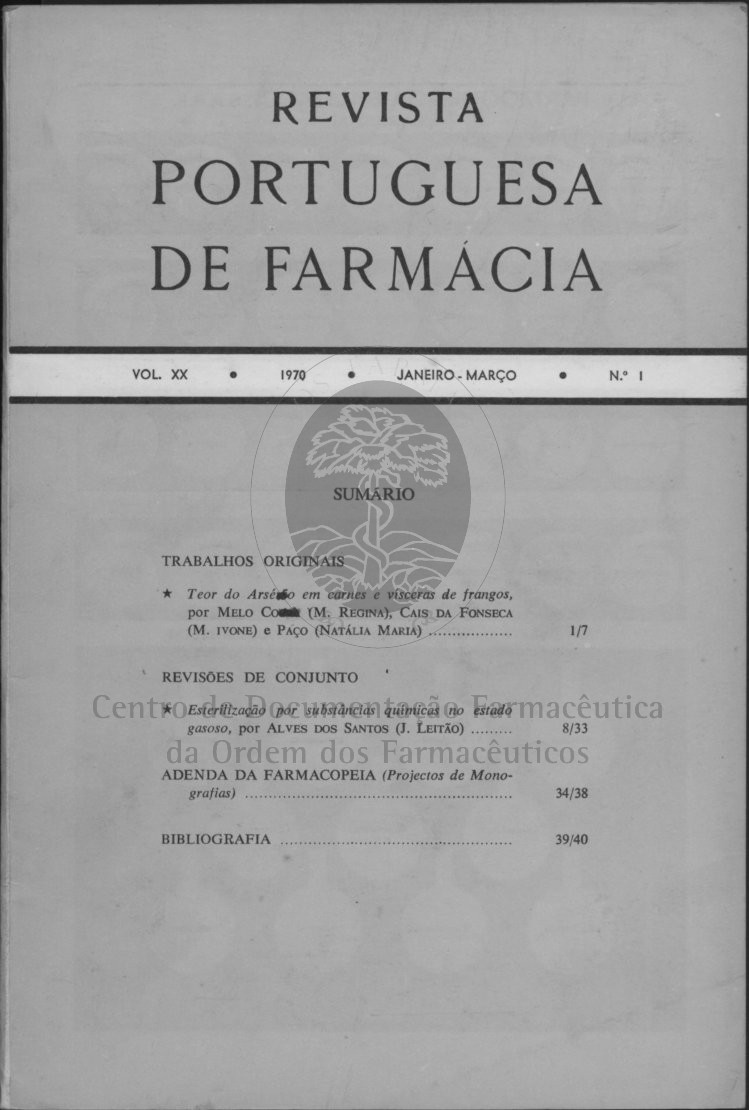 REVISTA
PORTUGUESA
DE FARMÁCIA
VOL. XX • 1970 • JANEIRO - MARÇO • N.º 1
SUMÁRIO
TRABALHOS ORIGINAIS
★ Teor do em carnes e vísceras de frangos,
por MELO (M. REGINA), CAIS DA FONSECA
(M. IVONE) e PAÇO (NATÁLIA MARIA) .................. 1/7
REVISÕES DE CONJUNTO
★ Esterilização por substâncias químicas no estado
gasoso, por ALVES DOS SANTOS (J. LEITÃO) ......... 8/33
Centro de Documentação Farmacêutica
da Ordem dos Farmacêuticos
ADENDA DA FARMACOPEIA (Projectos de Mono-
grafias) ...................................................... 34/38
BIBLIOGRAFIA ................................................ 39/40